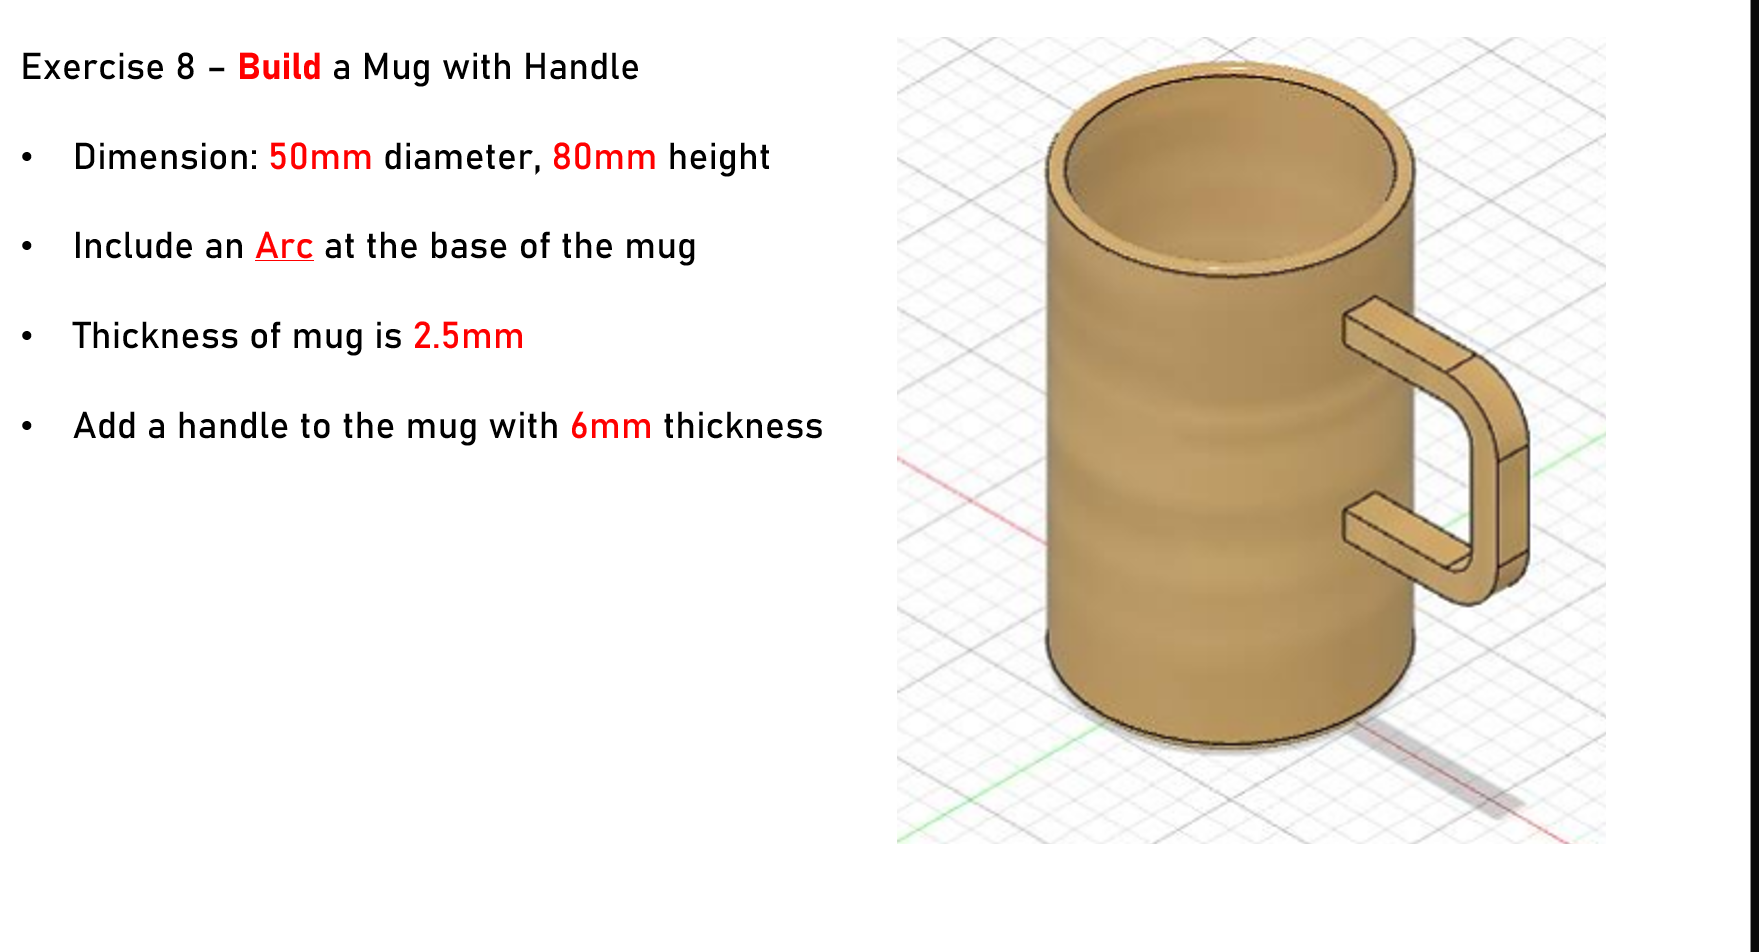 Exercise 8 – Build a Mug with Handle
• Dimension: 50mm diameter, 80mm height
• Include an Arc at the base of the mug
• Thickness of mug is 2.5mm
• Add a handle to the mug with 6mm thickness